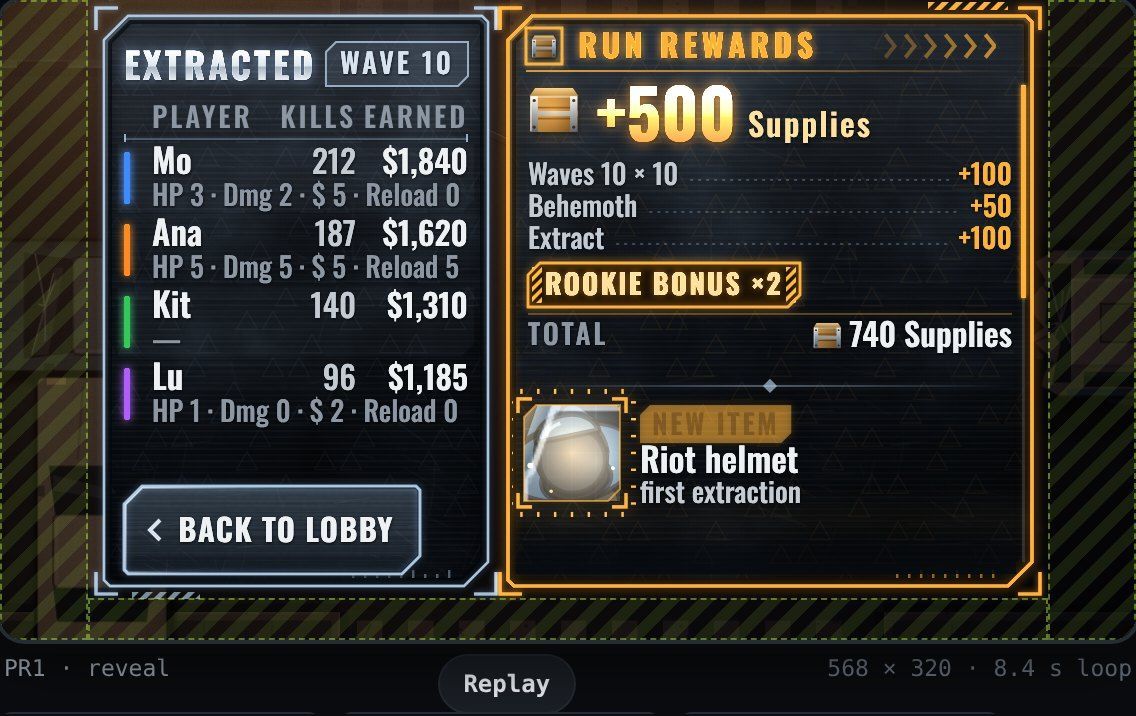 EXTRACTED WAVE 10
PLAYER KILLS EARNED
Mo 212 $1,840
HP 3 · Dmg 2 · $ 5 · Reload 0
Ana 187 $1,620
HP 5 · Dmg 5 · $ 5 · Reload 5
Kit 140 $1,310
—
Lu 96 $1,185
HP 1 · Dmg 0 · $ 2 · Reload 0
BACK TO LOBBY
RUN REWARDS
+500 Supplies
Waves 10 × 10 +100
Behemoth +50
Extract +100
ROOKIE BONUS ×2
TOTAL 740 Supplies
NEW ITEM
Riot helmet
first extraction
PR1 · reveal
Replay
568 × 320 · 8.4 s loop